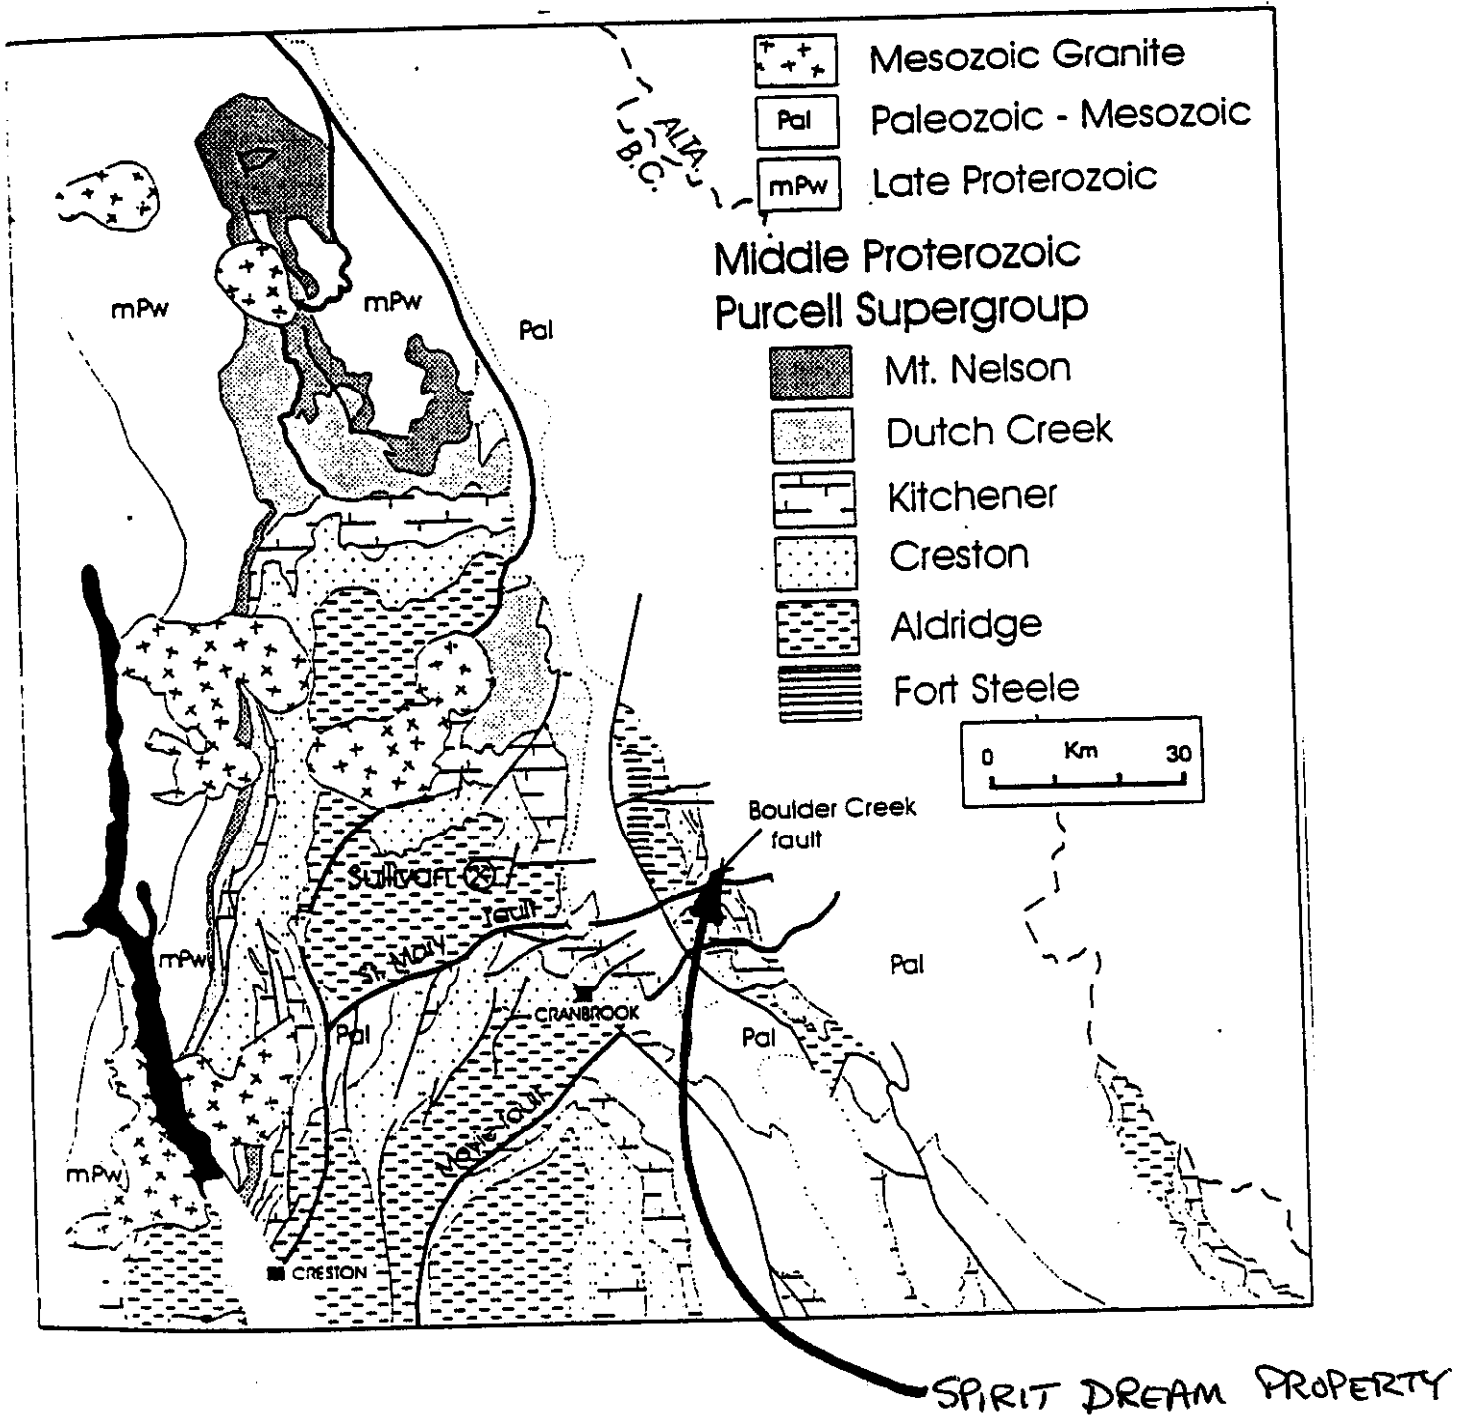 Mesozoic Granite
Pal
Paleozoic - Mesozoic
mPw
Late Proterozoic
ALTA.
B.C.
Middle Proterozoic
Purcell Supergroup
Mt. Nelson
Dutch Creek
Kitchener
Creston
Aldridge
Fort Steele
0 Km 30
mPw
mPw
Pal
Boulder Creek
fault
Sullivan
St. Mary fault
mPw
Pal
CRANBROOK
Pal
Pal
Moyie fault
mPw
CRESTON
SPIRIT DREAM PROPERTY